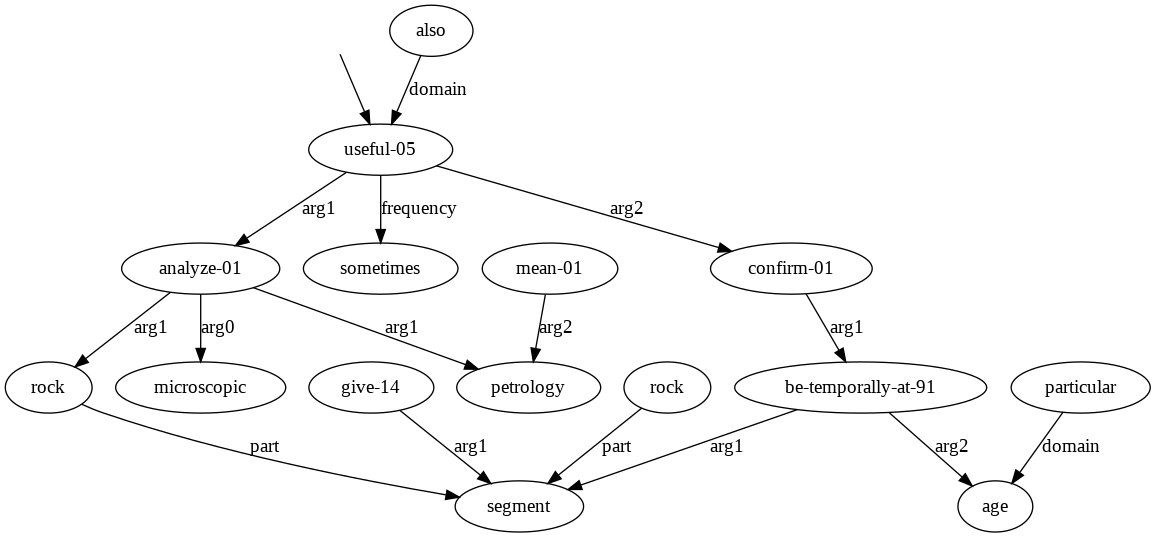 also
domain
useful-05
arg1 frequency arg2
analyze-01 sometimes mean-01 confirm-01
arg1 arg0 arg1 arg2 arg1
rock microscopic give-14 petrology rock be-temporally-at-91 particular
part arg1 part arg1 arg2 domain
segment age